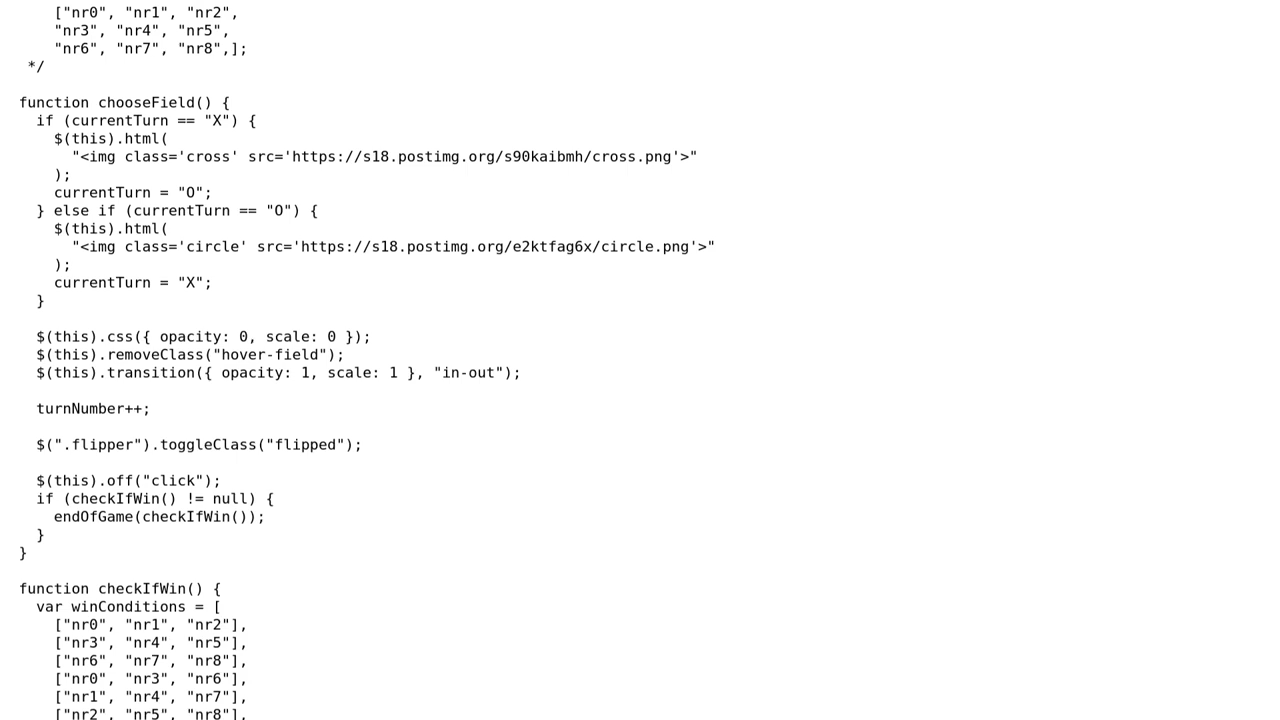 ["nr0", "nr1", "nr2",
"nr3", "nr4", "nr5",
"nr6", "nr7", "nr8",];
*/
function chooseField() {
if (currentTurn == "X") {
$(this).html(
"<img class='cross' src='https://s18.postimg.org/s90kaibmh/cross.png'>"
);
currentTurn = "O";
} else if (currentTurn == "O") {
$(this).html(
"<img class='circle' src='https://s18.postimg.org/e2ktfag6x/circle.png'>"
);
currentTurn = "X";
}
$(this).css({ opacity: 0, scale: 0 });
$(this).removeClass("hover-field");
$(this).transition({ opacity: 1, scale: 1 }, "in-out");
turnNumber++;
$(".flipper").toggleClass("flipped");
$(this).off("click");
if (checkIfWin() != null) {
endOfGame(checkIfWin());
}
}
function checkIfWin() {
var winConditions = [
["nr0", "nr1", "nr2"],
["nr3", "nr4", "nr5"],
["nr6", "nr7", "nr8"],
["nr0", "nr3", "nr6"],
["nr1", "nr4", "nr7"],
["nr2", "nr5", "nr8"],